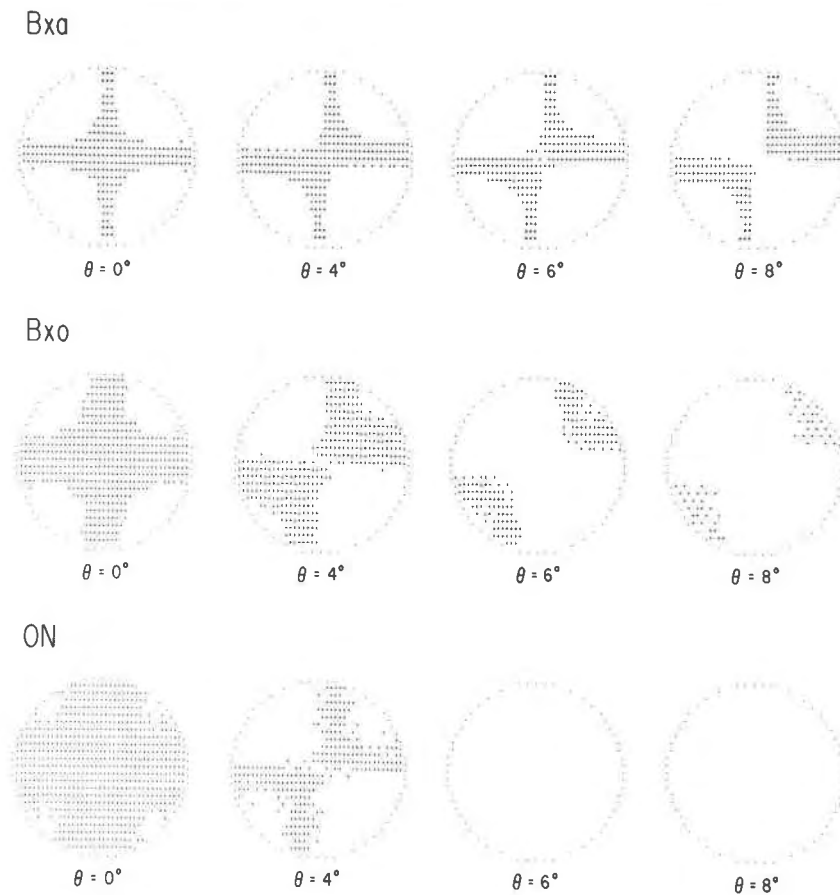 Bxa
θ = 0° θ = 4° θ = 6° θ = 8°
Bxo
θ = 0° θ = 4° θ = 6° θ = 8°
ON
θ = 0° θ = 4° θ = 6° θ = 8°